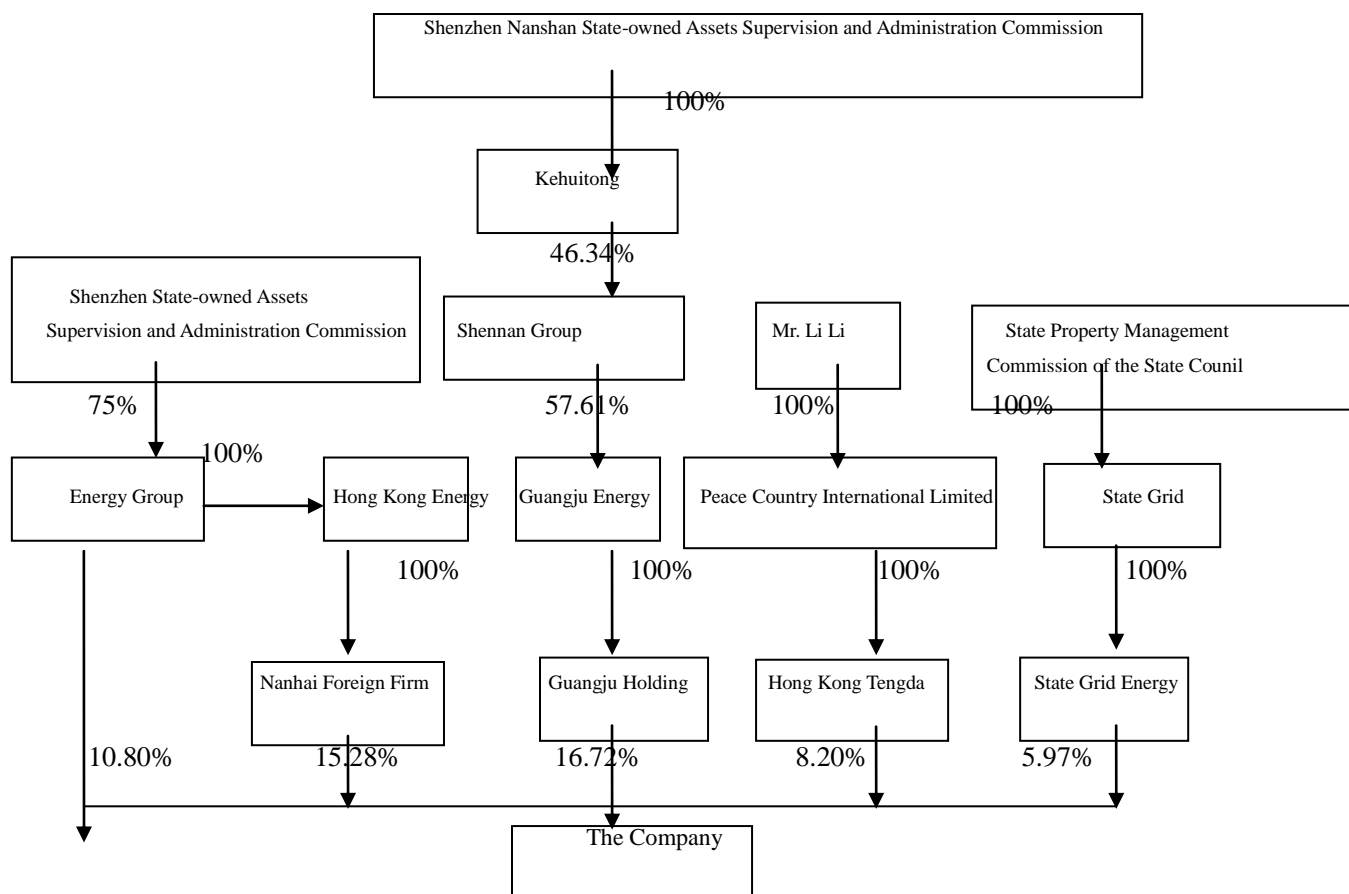 Shenzhen Nanshan State-owned Assets Supervision and Administration Commission
100%
Kehuitong
46.34%
Shenzhen State-owned Assets
Supervision and Administration Commission
Shennan Group
Mr. Li Li
State Property Management
Commission of the State Counil
75%
57.61%
100%
100%
100%
Energy Group
Hong Kong Energy
Guangju Energy
Peace Country International Limited
State Grid
100%
100%
100%
100%
Nanhai Foreign Firm
Guangju Holding
Hong Kong Tengda
State Grid Energy
10.80%
15.28%
16.72%
8.20%
5.97%
The Company